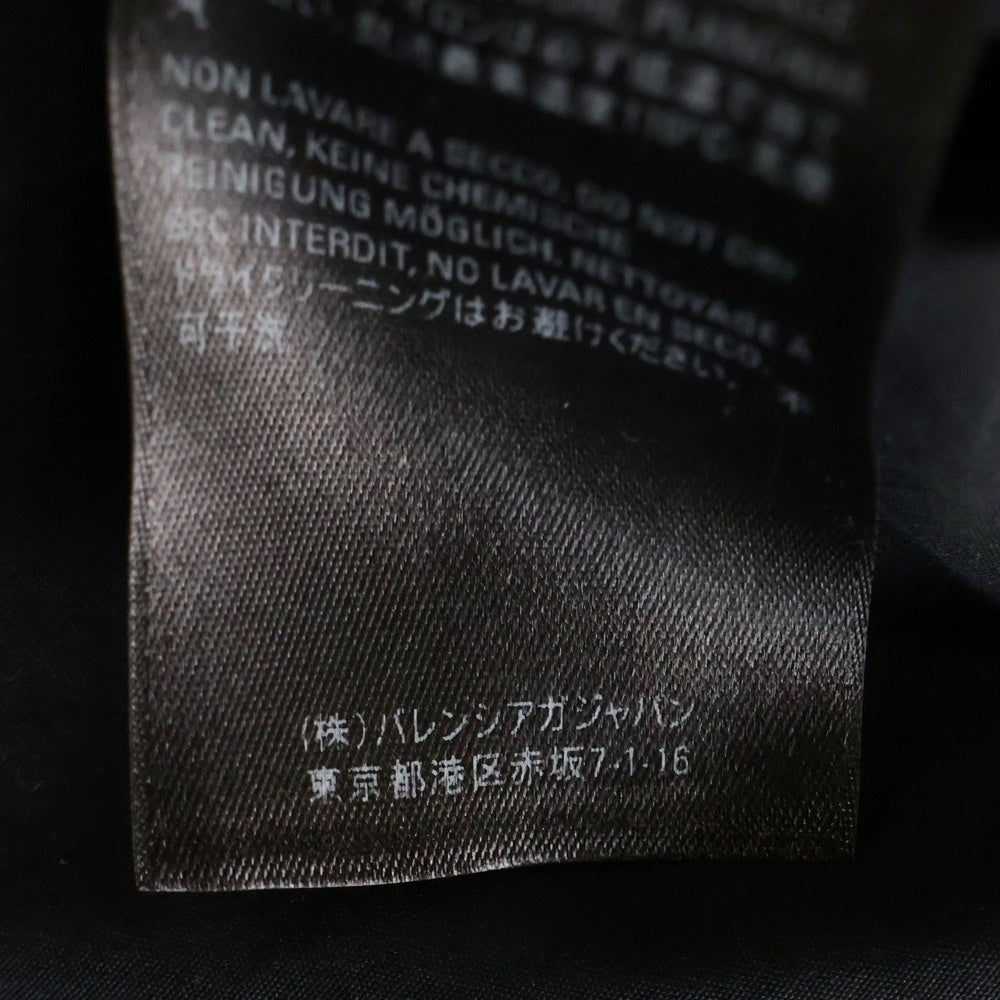 NON LAVARE A SECCO, DO NOT DRY
CLEAN, KEINE CHEMISCHE
REINIGUNG MÖGLICH, NETTOYAGE A
SEC INTERDIT, NO LAVAR EN SECO,
ドライクリーニングはお避けください, 不
可干洗
(株)バレンシアガジャパン
東京都港区赤坂7-1-16